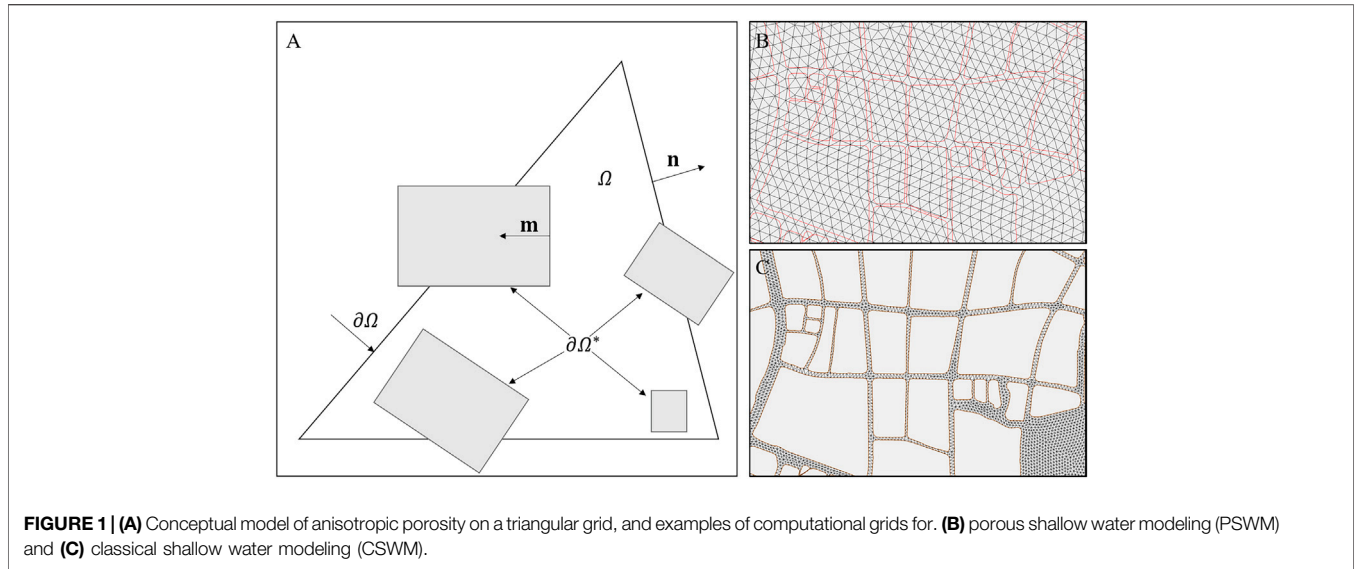 A
n
Ω
m
∂Ω
∂Ω*
B
C
FIGURE 1 | (A) Conceptual model of anisotropic porosity on a triangular grid, and examples of computational grids for. (B) porous shallow water modeling (PSWM)
and (C) classical shallow water modeling (CSWM).